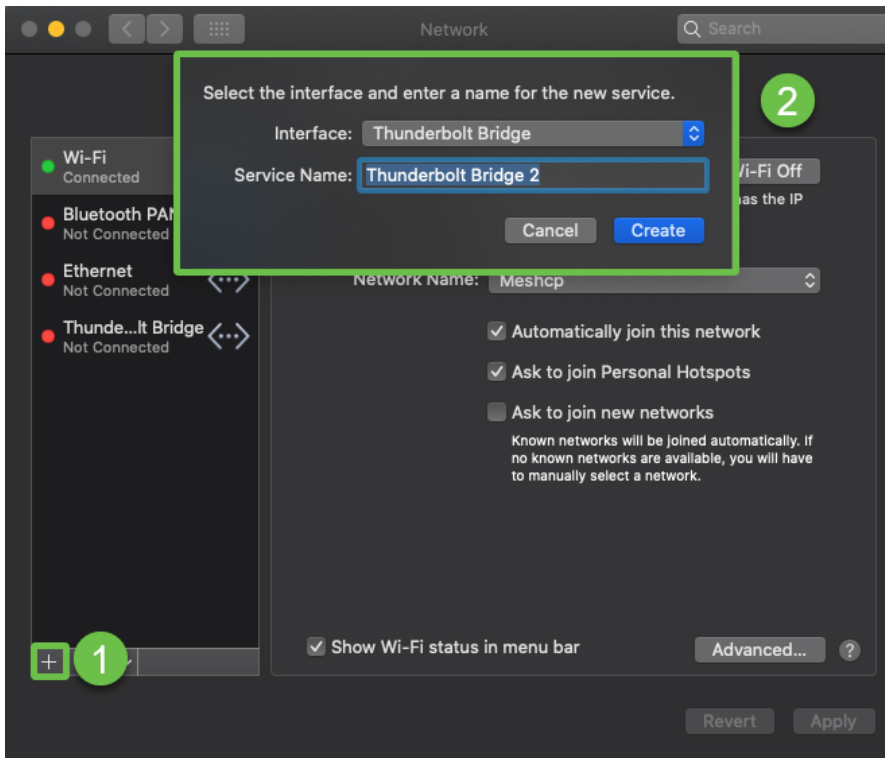 Network
Search
Select the interface and enter a name for the new service.
2
Interface: Thunderbolt Bridge
Service Name: Thunderbolt Bridge 2
Cancel Create
Wi-Fi
Connected
Bluetooth PAN
Not Connected
Ethernet
Not Connected
Thunde...lt Bridge
Not Connected
Wi-Fi Off
has the IP
Network Name: Meshcp
Automatically join this network
Ask to join Personal Hotspots
Ask to join new networks
Known networks will be joined automatically. If
no known networks are available, you will have
to manually select a network.
+ 1
Show Wi-Fi status in menu bar
Advanced... ?
Revert Apply